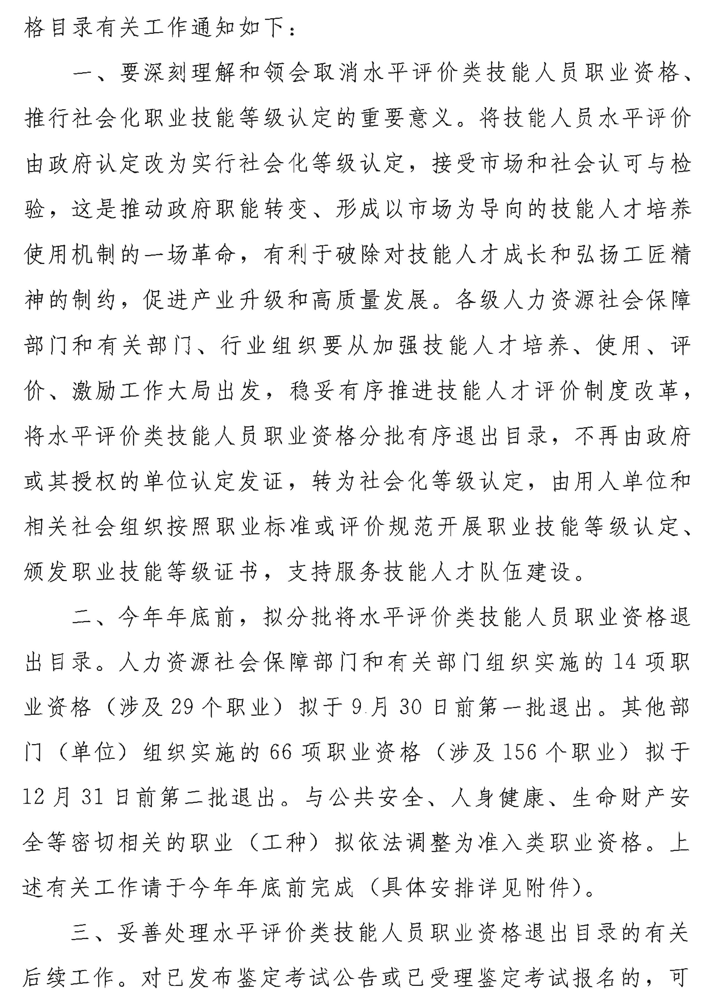 格目录有关工作通知如下：
一、要深刻理解和领会取消水平评价类技能人员职业资格、
推行社会化职业技能等级认定的重要意义。将技能人员水平评价
由政府认定改为实行社会化等级认定，接受市场和社会认可与检
验，这是推动政府职能转变、形成以市场为导向的技能人才培养
使用机制的一场革命，有利于破除对技能人才成长和弘扬工匠精
神的制约，促进产业升级和高质量发展。各级人力资源社会保障
部门和有关部门、行业组织要从加强技能人才培养、使用、评
价、激励工作大局出发，稳妥有序推进技能人才评价制度改革，
将水平评价类技能人员职业资格分批有序退出目录，不再由政府
或其授权的单位认定发证，转为社会化等级认定，由用人单位和
相关社会组织按照职业标准或评价规范开展职业技能等级认定、
颁发职业技能等级证书，支持服务技能人才队伍建设。
二、今年年底前，拟分批将水平评价类技能人员职业资格退
出目录。人力资源社会保障部门和有关部门组织实施的 14 项职
业资格（涉及 29 个职业）拟于 9 月 30 日前第一批退出。其他部
门（单位）组织实施的 66 项职业资格（涉及 156 个职业）拟于
12 月 31 日前第二批退出。与公共安全、人身健康、生命财产安
全等密切相关的职业（工种）拟依法调整为准入类职业资格。上
述有关工作请于今年年底前完成（具体安排详见附件）。
三、妥善处理水平评价类技能人员职业资格退出目录的有关
后续工作。对已发布鉴定考试公告或已受理鉴定考试报名的，可